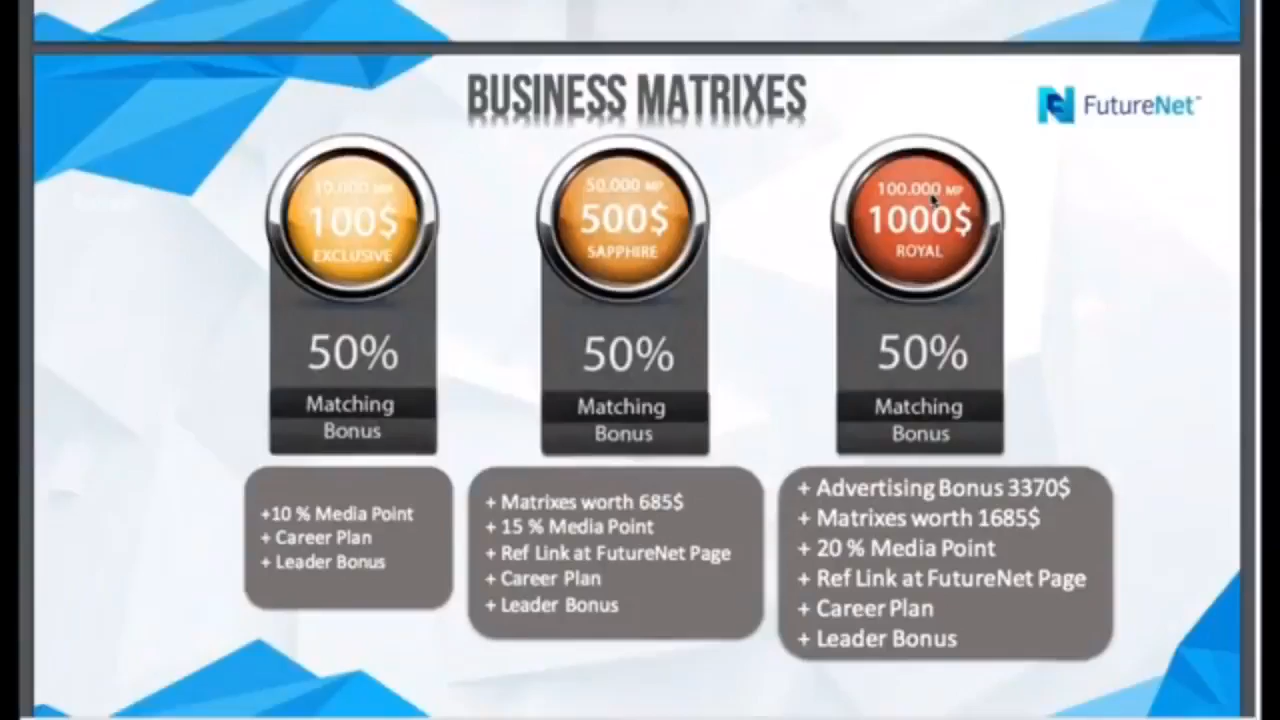 BUSINESS MATRIXES
FutureNet™
10.000 MP
100$
EXCLUSIVE
50%
Matching
Bonus
+10 % Media Point
+ Career Plan
+ Leader Bonus
50.000 MP
500$
SAPPHIRE
50%
Matching
Bonus
+ Matrixes worth 685$
+ 15 % Media Point
+ Ref Link at FutureNet Page
+ Career Plan
+ Leader Bonus
100.000 MP
1000$
ROYAL
50%
Matching
Bonus
+ Advertising Bonus 3370$
+ Matrixes worth 1685$
+ 20 % Media Point
+ Ref Link at FutureNet Page
+ Career Plan
+ Leader Bonus